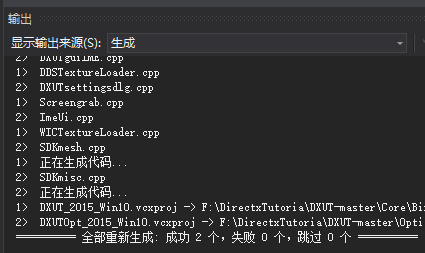 输出
显示输出来源(S): 生成
2> DXUTguiIME.cpp
1> DDSTextureLoader.cpp
2> DXUTsettingsdlg.cpp
1> Screengrab.cpp
2> ImeUi.cpp
1> WICTextureLoader.cpp
2> SDKmesh.cpp
1> 正在生成代码...
2> SDKmisc.cpp
2> 正在生成代码...
1> DXUT_2015_Win10.vcxproj -> F:\DirectxTutoria\DXUT-master\Core\Bi
2> DXUTOpt_2015_Win10.vcxproj -> F:\DirectxTutoria\DXUT-master\Opti
========== 全部重新生成: 成功 2 个，失败 0 个，跳过 0 个 ==========